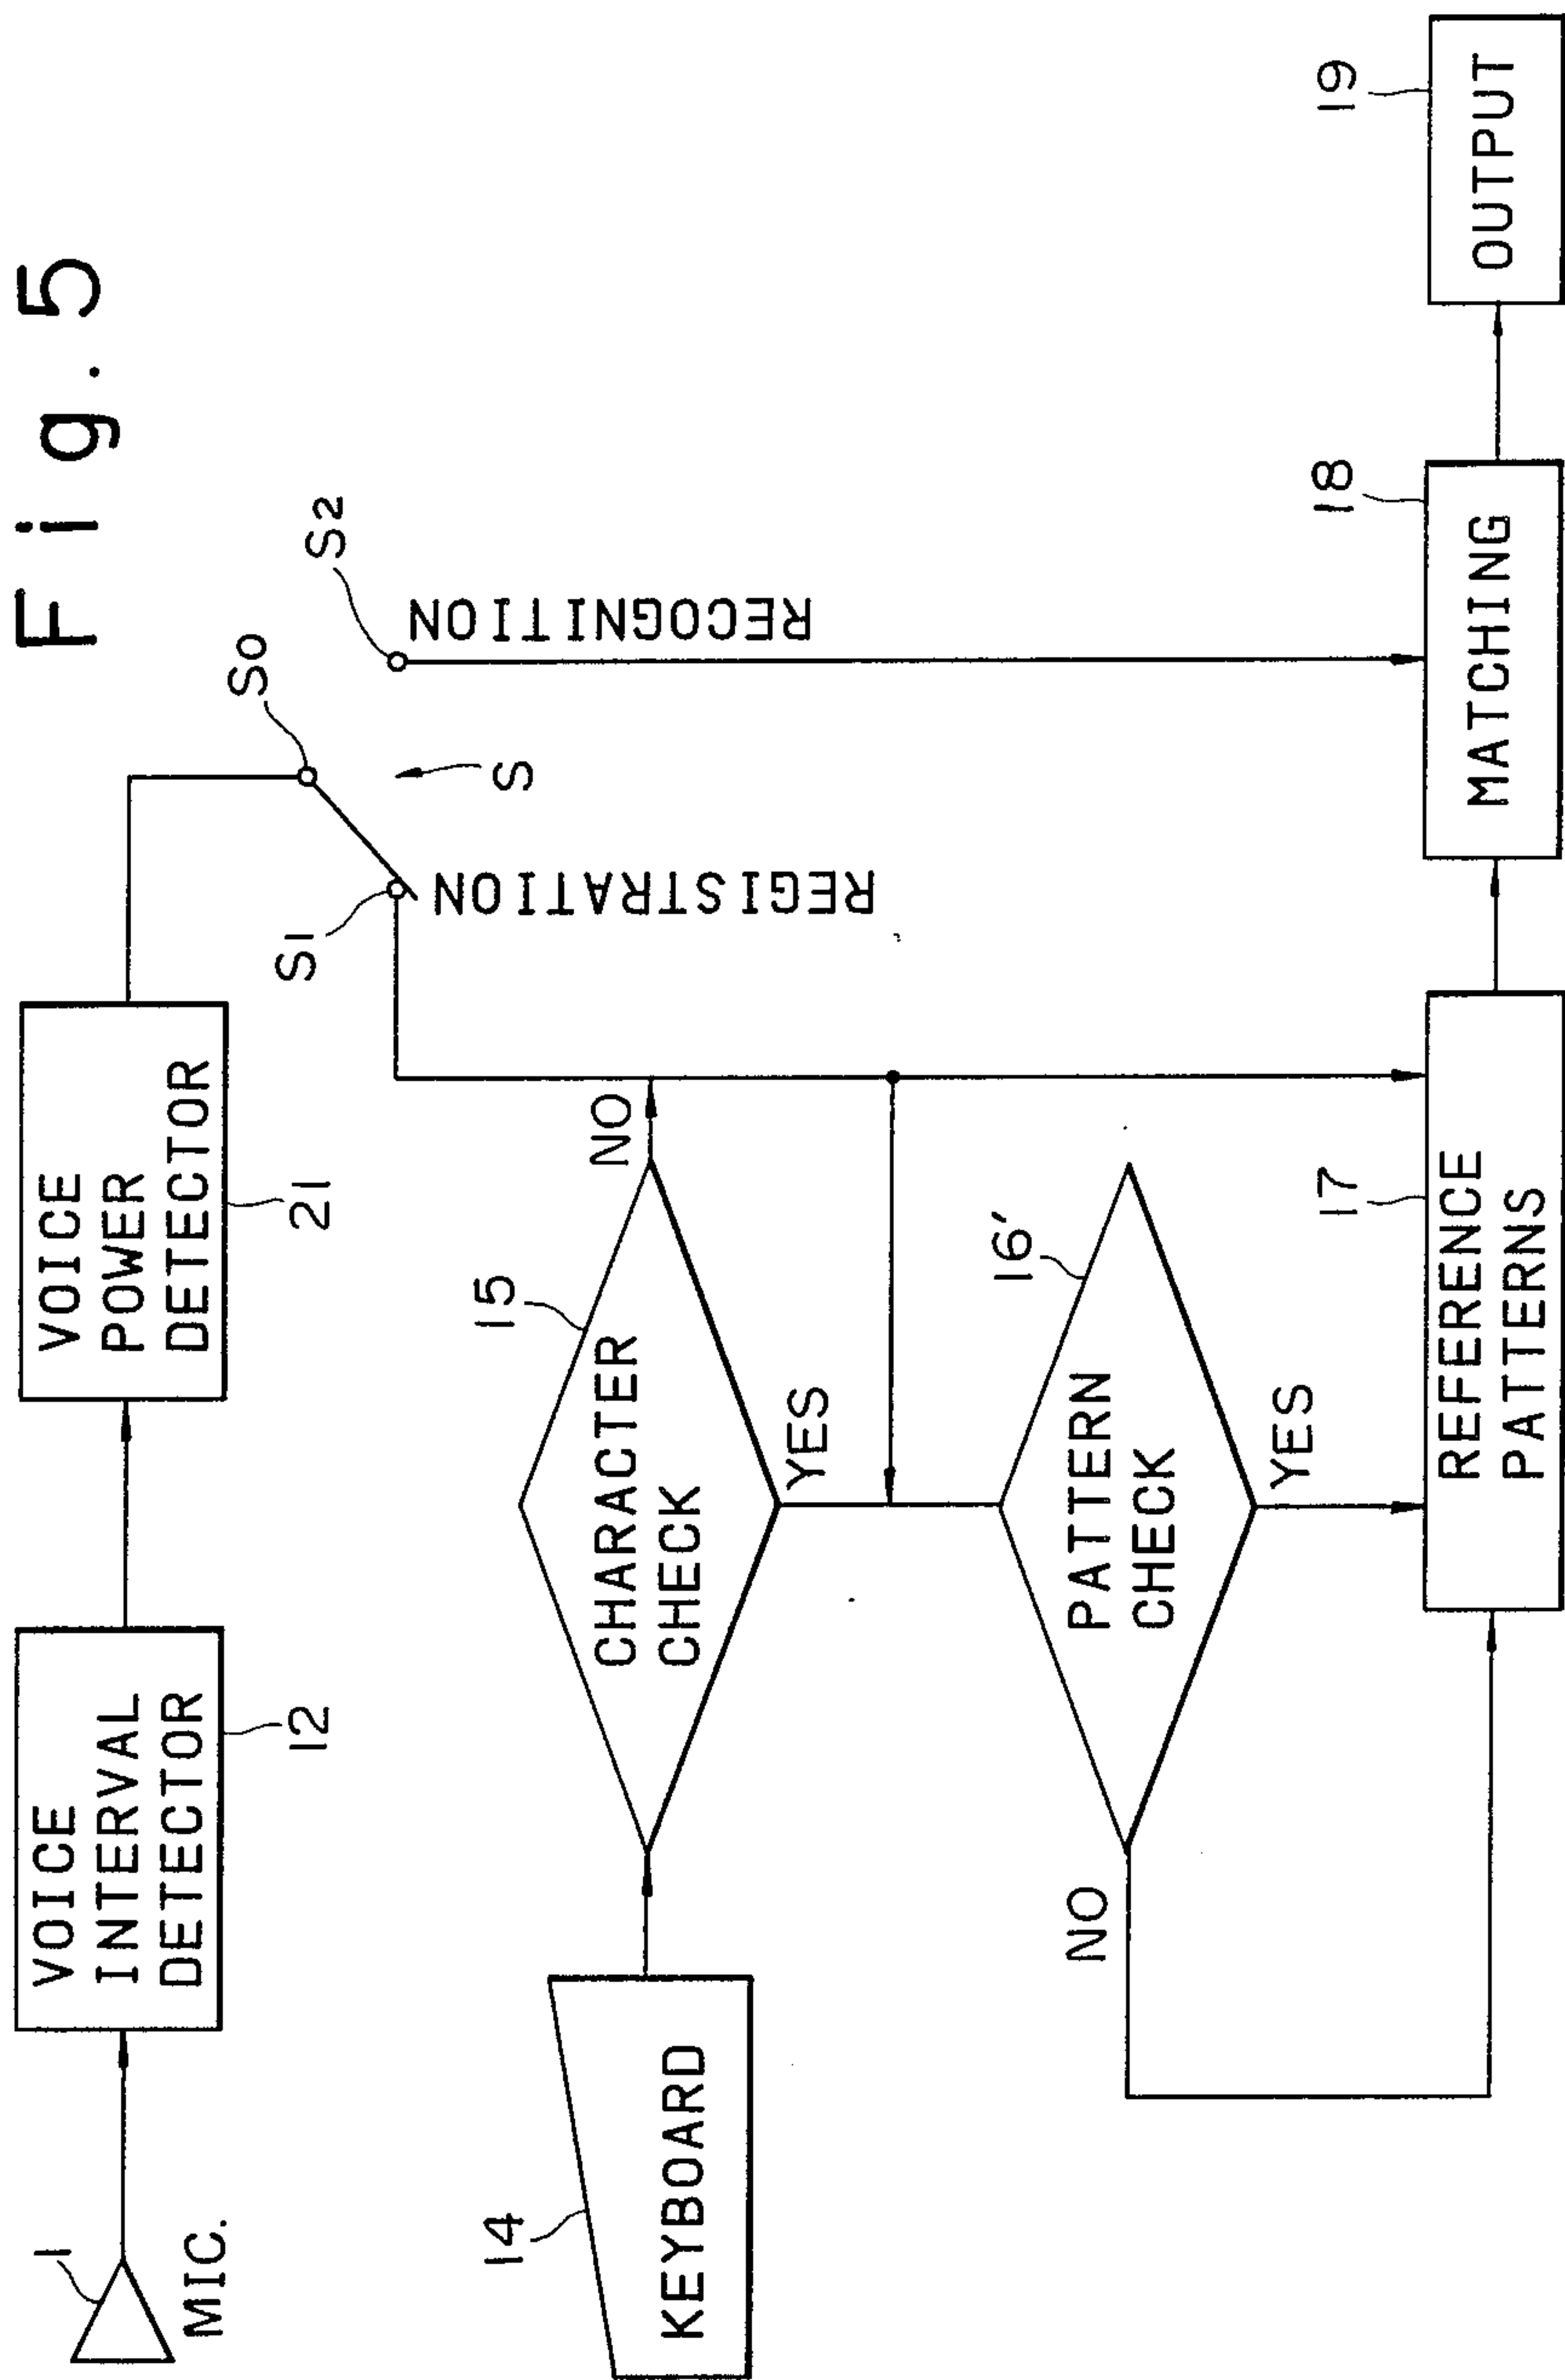 Fig. 5
1
MIC.
VOICE
INTERVAL
DETECTOR
12
VOICE
POWER
DETECTOR
21
S0
S1
S2
S
REGISTRATION
RECOGNITION
14
KEYBOARD
15
CHARACTER
CHECK
NO
YES
16'
PATTERN
CHECK
NO
YES
17
REFERENCE
PATTERNS
18
MATCHING
19
OUTPUT